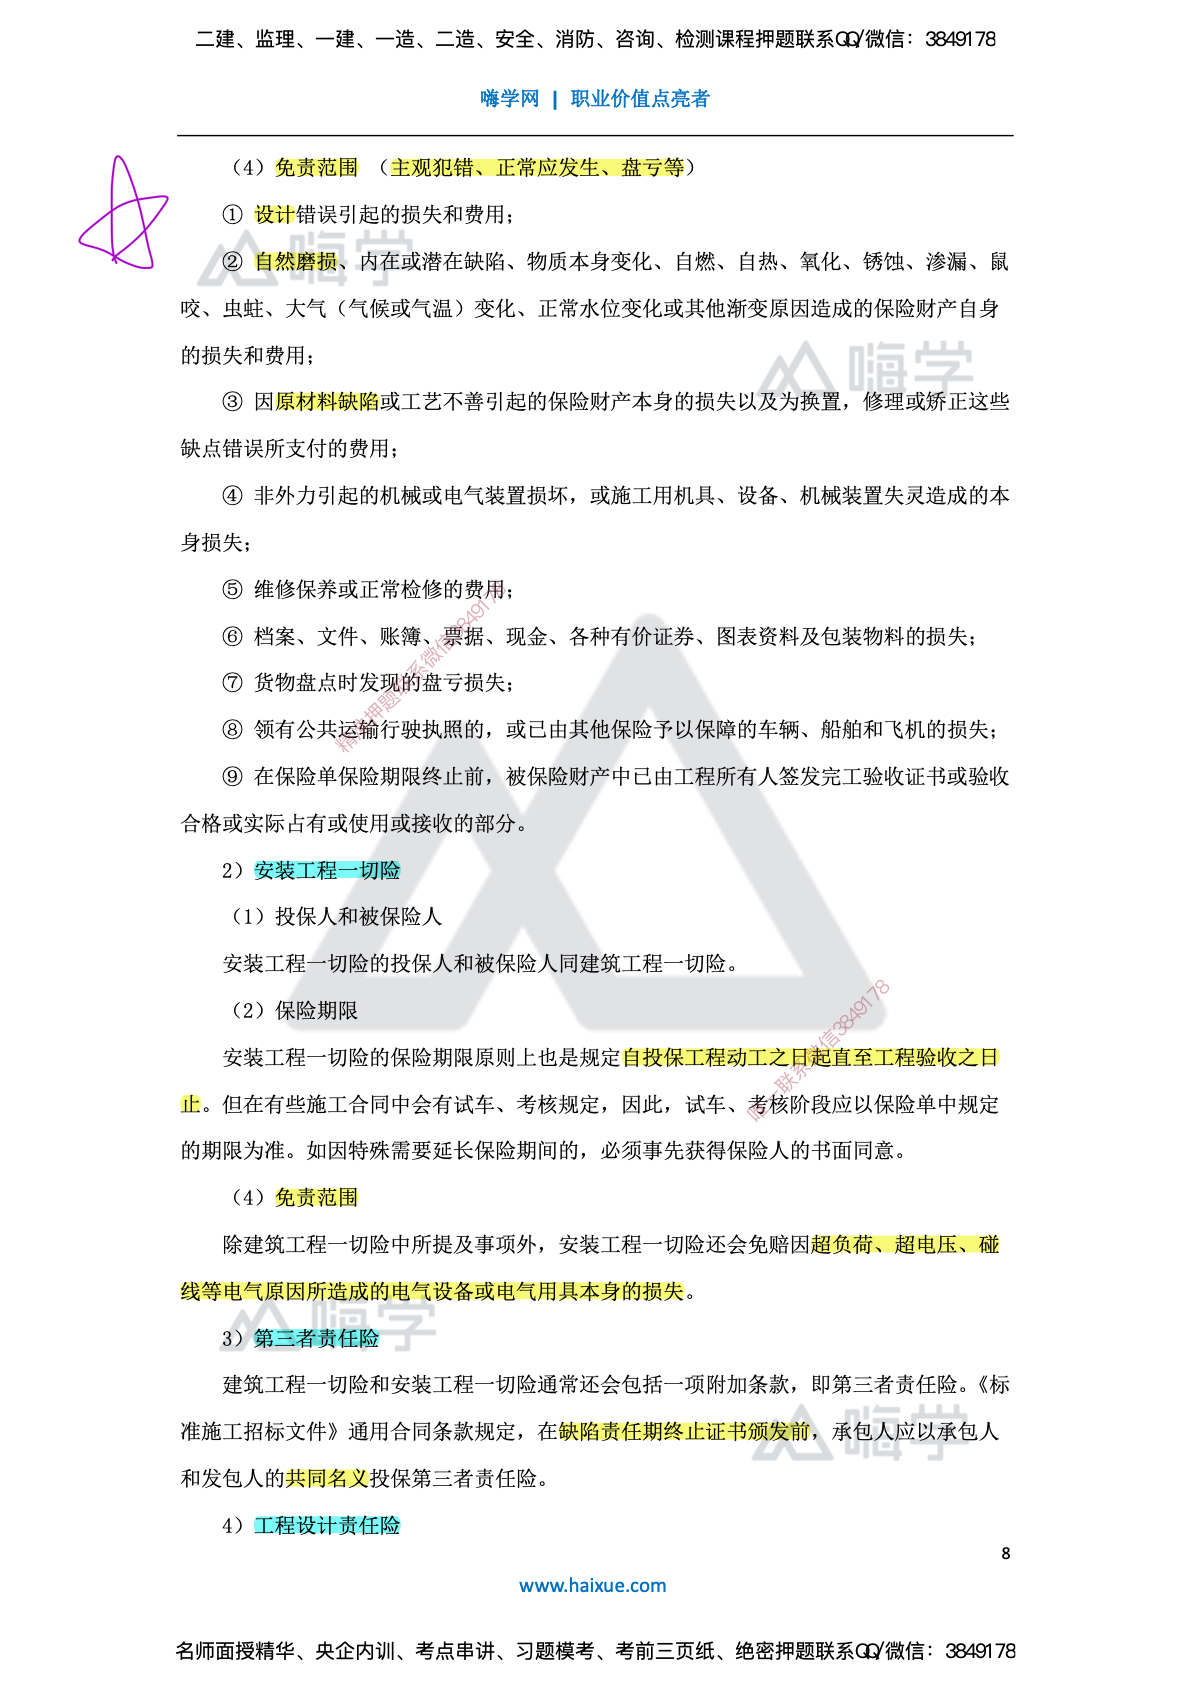 二建、监理、一建、一造、二造、安全、消防、咨询、检测课程押题联系QQ/微信：3849178
嗨学网 | 职业价值点亮者
（4）免责范围 （主观犯错、正常应发生、盘亏等）
① 设计错误引起的损失和费用；
嗨学
② 自然磨损、内在或潜在缺陷、物质本身变化、自燃、自热、氧化、锈蚀、渗漏、鼠
咬、虫蛀、大气（气候或气温）变化、正常水位变化或其他渐变原因造成的保险财产自身
的损失和费用；
嗨学
③ 因原材料缺陷或工艺不善引起的保险财产本身的损失以及为换置，修理或矫正这些
缺点错误所支付的费用；
④ 非外力引起的机械或电气装置损坏，或施工用机具、设备、机械装置失灵造成的本
身损失；
⑤ 维修保养或正常检修的费用；
⑥ 档案、文件、账簿、票据、现金、各种有价证券、图表资料及包装物料的损失；
精准押题联系微信3849178
⑦ 货物盘点时发现的盘亏损失；
⑧ 领有公共运输行驶执照的，或已由其他保险予以保障的车辆、船舶和飞机的损失；
⑨ 在保险单保险期限终止前，被保险财产中已由工程所有人签发完工验收证书或验收
合格或实际占有或使用或接收的部分。
2）安装工程一切险
（1）投保人和被保险人
安装工程一切险的投保人和被保险人同建筑工程一切险。
（2）保险期限
安装工程一切险的保险期限原则上也是规定自投保工程动工之日起直至工程验收之日
唯一联系微信3849178
止。但在有些施工合同中会有试车、考核规定，因此，试车、考核阶段应以保险单中规定
的期限为准。如因特殊需要延长保险期间的，必须事先获得保险人的书面同意。
（4）免责范围
除建筑工程一切险中所提及事项外，安装工程一切险还会免赔因超负荷、超电压、碰
线等电气原因所造成的电气设备或电气用具本身的损失。
嗨学
3）第三者责任险
建筑工程一切险和安装工程一切险通常还会包括一项附加条款，即第三者责任险。《标
准施工招标文件》通用合同条款规定，在缺陷责任期终止证书颁发前，承包人应以承包人
嗨学
和发包人的共同名义投保第三者责任险。
4）工程设计责任险
8
www.haixue.com
名师面授精华、央企内训、考点串讲、习题模考、考前三页纸、绝密押题联系QQ/微信：3849178